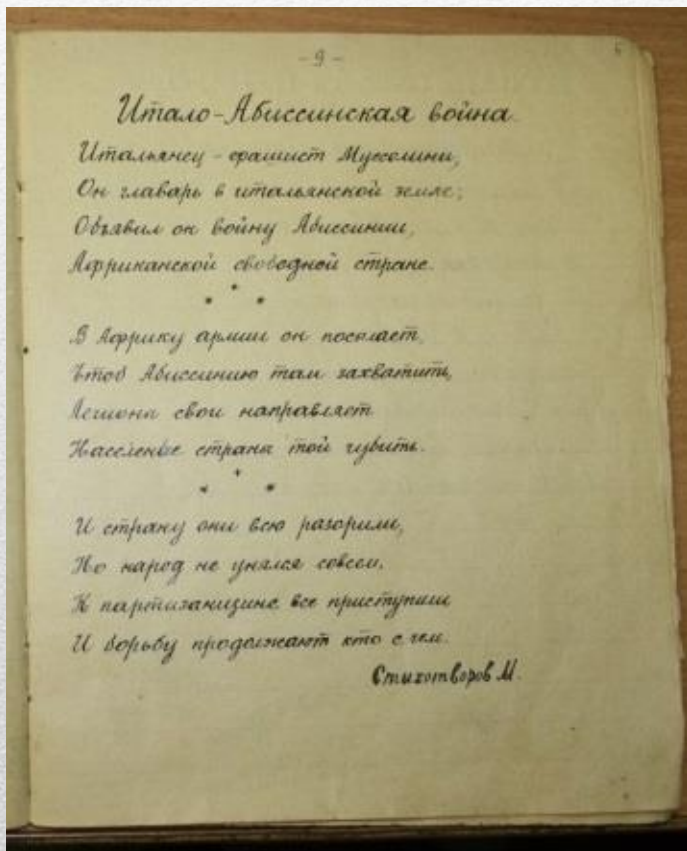 - 9 -
Итало-Абиссинская война.
Итальянец - фашист Муссолини,
Он главарь в итальянской земле;
Объявил он войну Абиссинии,
Африканской свободной стране.
* * *
В Африку армии он посылает,
Чтоб Абиссинию там захватить,
Легионы свои направляет
Населенье страны той губить.
* * *
И страну они всю разорили,
Но народ не унялся совсем,
К партизанщине все приступили
И борьбу продолжают кто с чем.
Стихотворов М.